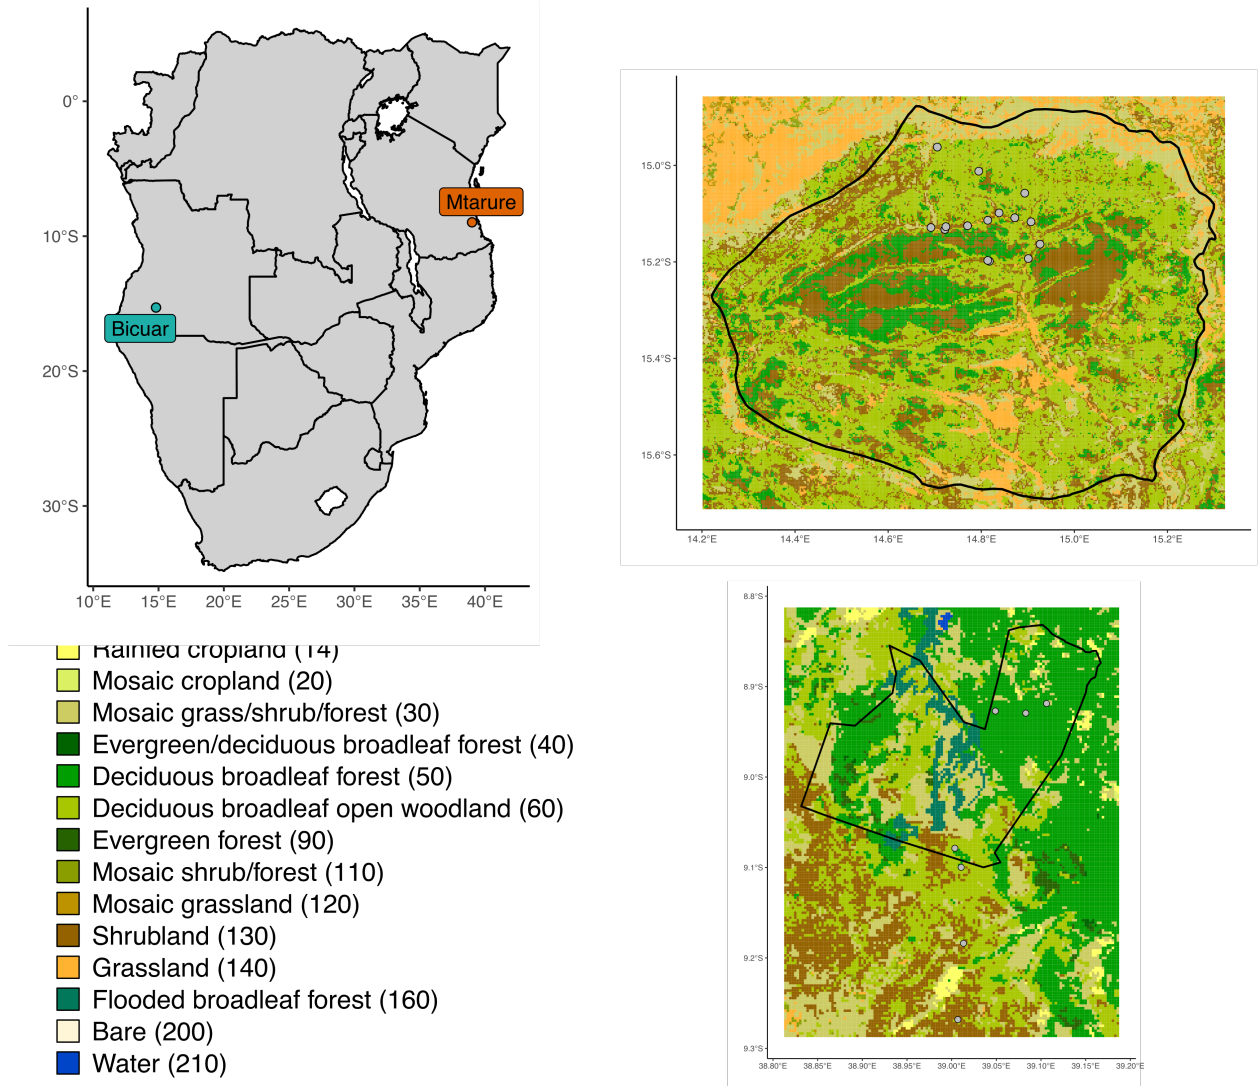 0°
10°S
20°S
30°S
10°E 15°E 20°E 25°E 30°E 35°E 40°E
Mtarure
Bicuar
15.0°S
15.2°S
15.4°S
15.6°S
14.2°E 14.4°E 14.6°E 14.8°E 15.0°E 15.2°E
Rainfed cropland (14)
Mosaic cropland (20)
Mosaic grass/shrub/forest (30)
Evergreen/deciduous broadleaf forest (40)
Deciduous broadleaf forest (50)
Deciduous broadleaf open woodland (60)
Evergreen forest (90)
Mosaic shrub/forest (110)
Mosaic grassland (120)
Shrubland (130)
Grassland (140)
Flooded broadleaf forest (160)
Bare (200)
Water (210)
8.8°S
8.9°S
9.0°S
9.1°S
9.2°S
9.3°S
38.80°E 38.85°E 38.90°E 38.95°E 39.00°E 39.05°E 39.10°E 39.15°E 39.20°E